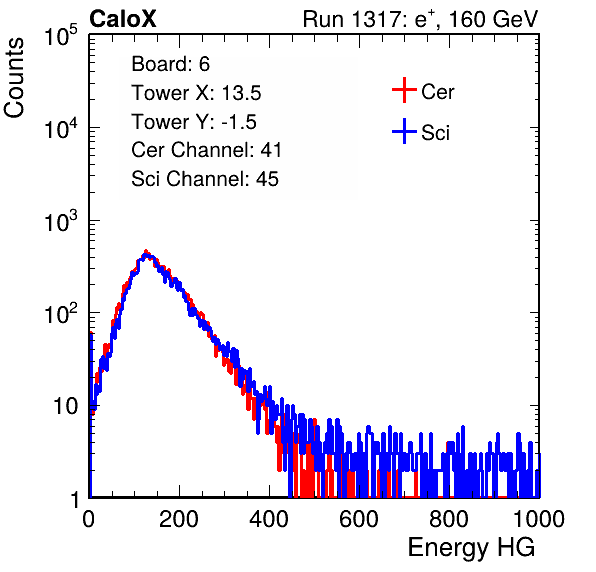 CaloX Run 1317: e⁺, 160 GeV
Counts
10⁵
10⁴
10³
10²
10
1
Board: 6
Tower X: 13.5
Tower Y: -1.5
Cer Channel: 41
Sci Channel: 45
Cer
Sci
0 200 400 600 800 1000
Energy HG